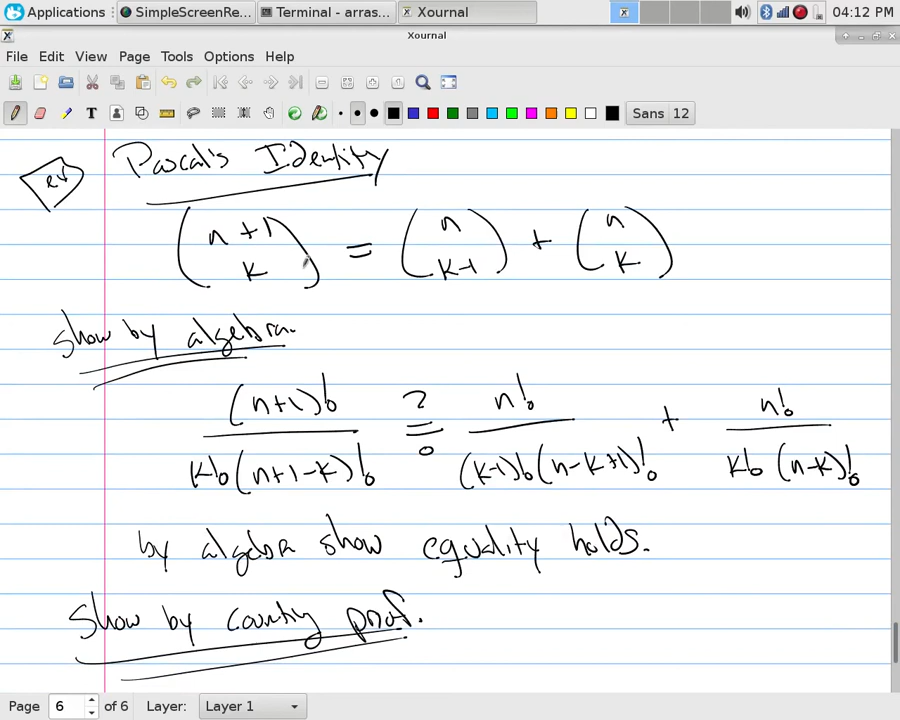 Applications SimpleScreenRe... Terminal - arras... Xournal 04:12 PM
Xournal
File Edit View Page Tools Options Help
Sans 12
ex Pascal's Identity
(n+1 k) = (n k-1) + (n k)
show by algebra.
(n+1)! / k!(n+1-k)! ?= n! / (k-1)!(n-k+1)! + n! / k!(n-k)!
by algebra show equality holds.
show by counting proof.
Page 6 of 6 Layer: Layer 1